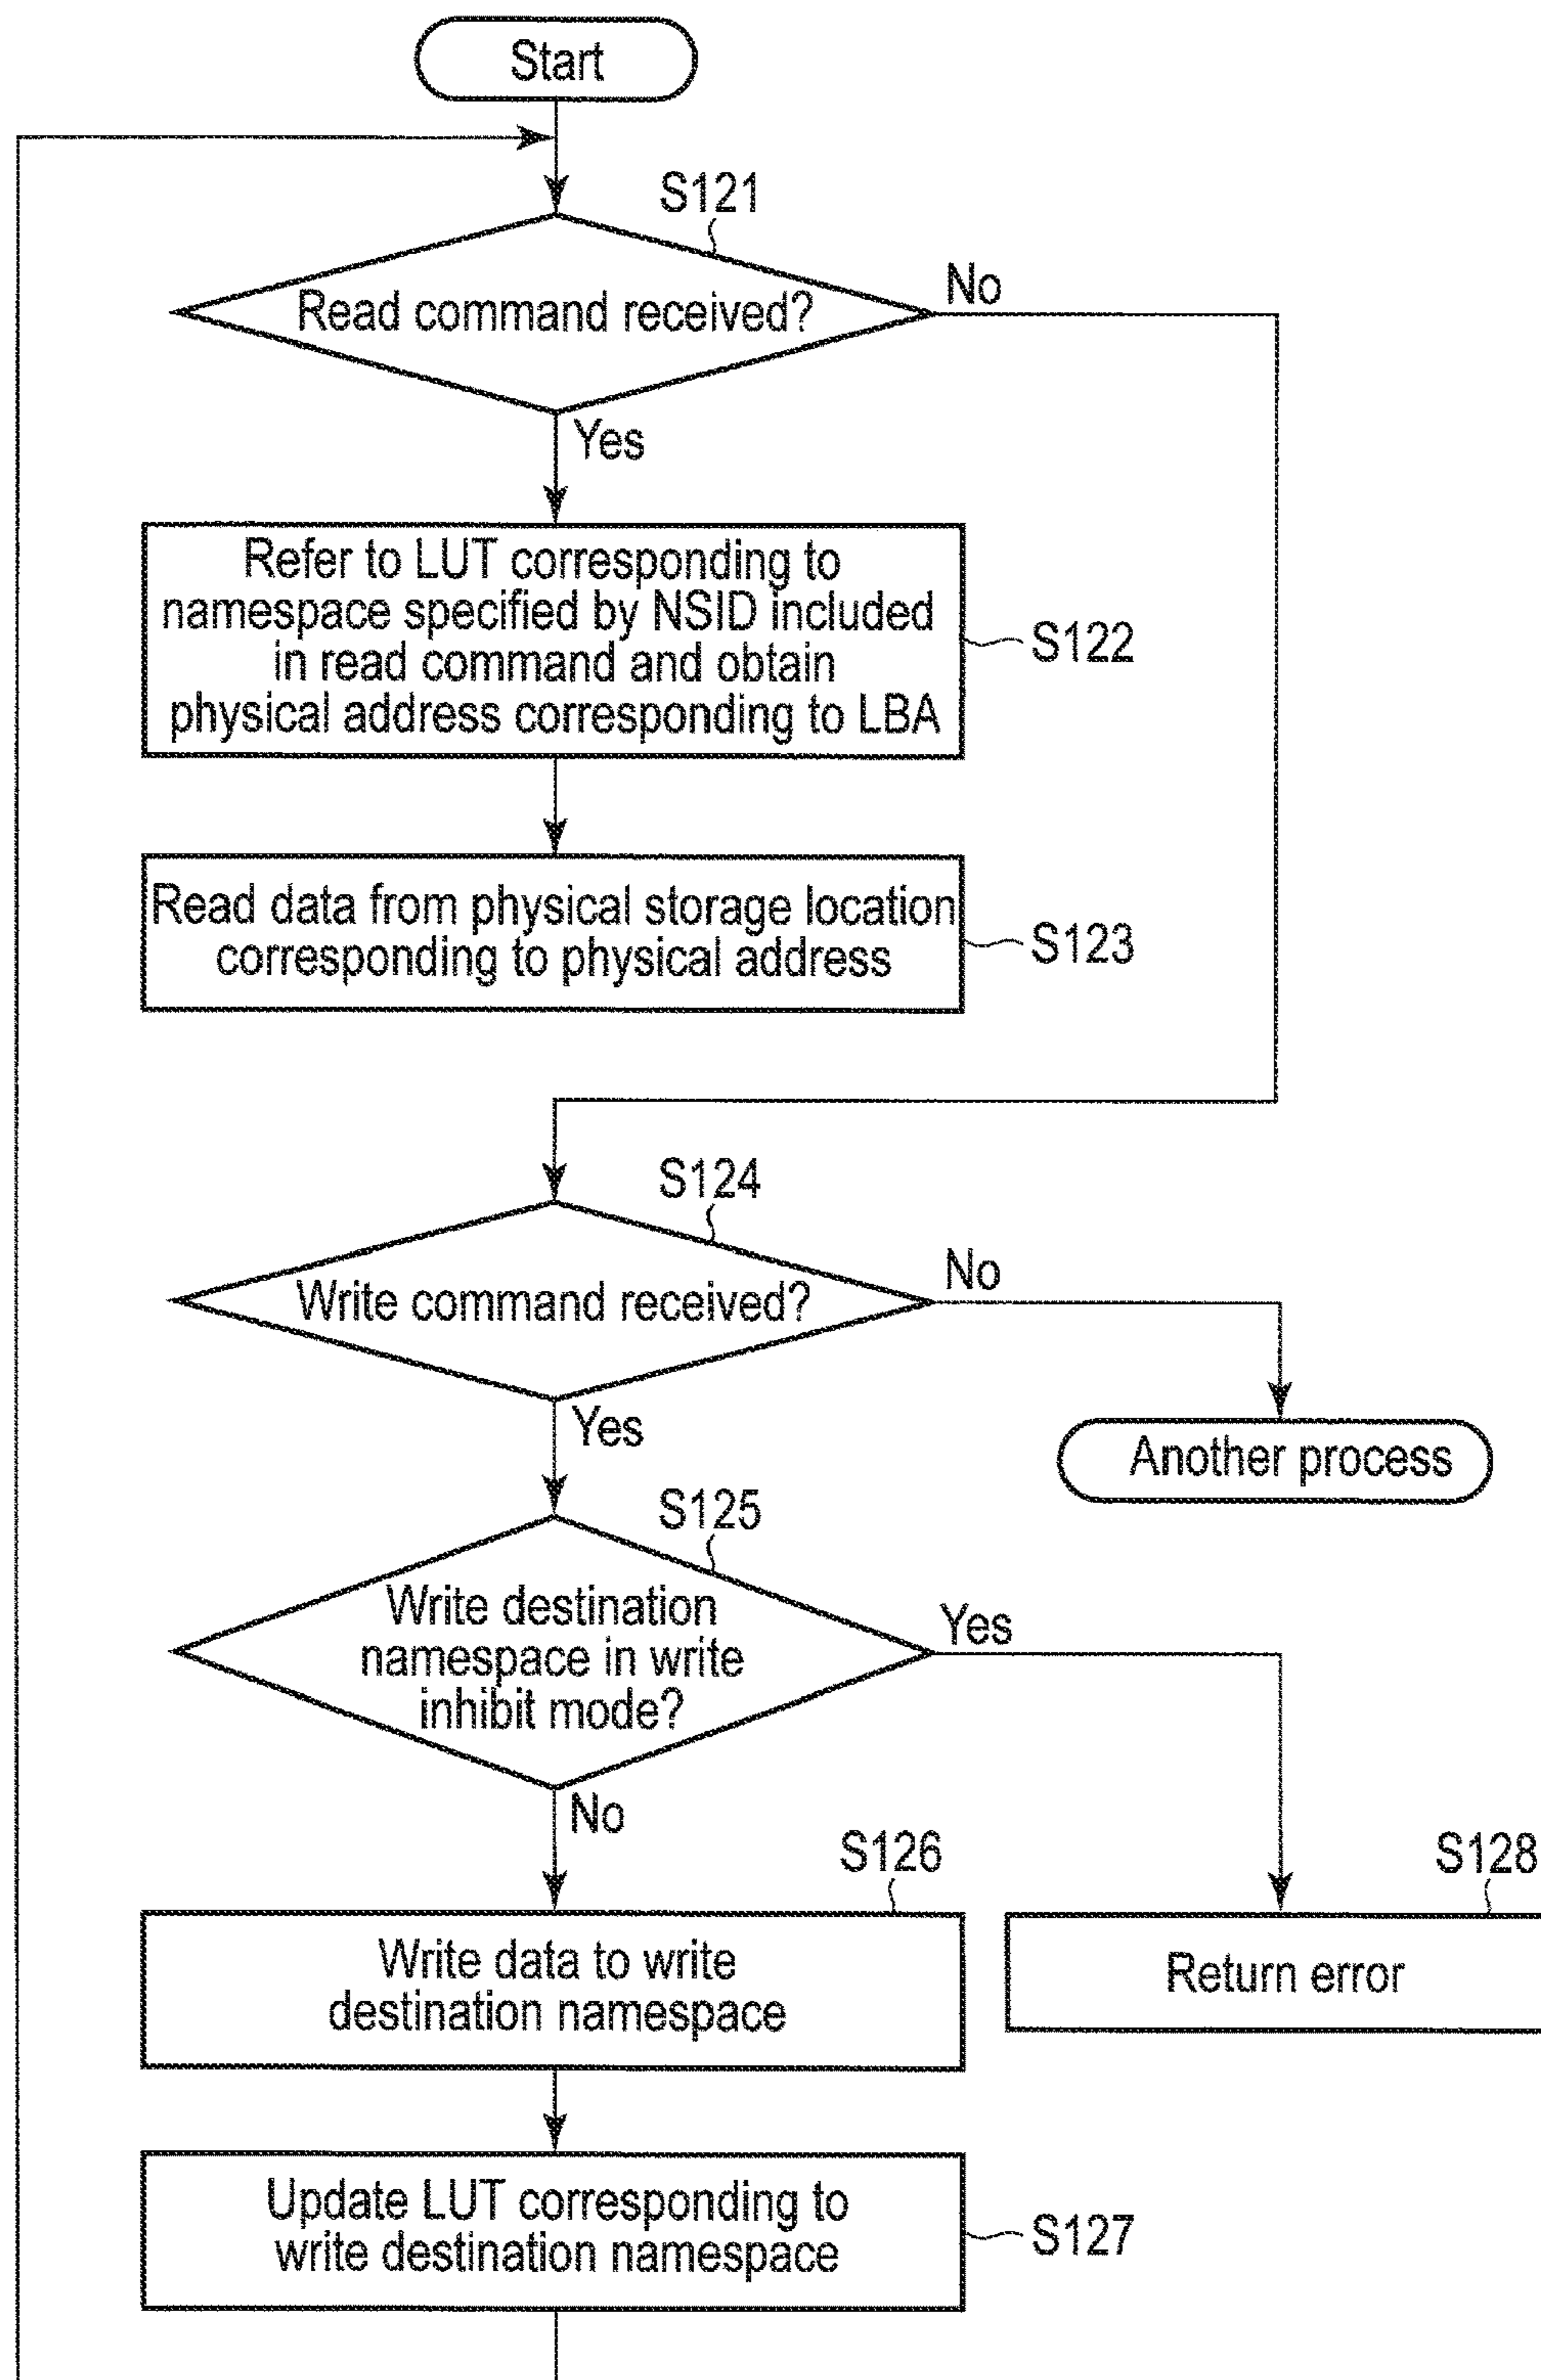 Start
S121
Read command received?
No
Yes
Refer to LUT corresponding to
namespace specified by NSID included
in read command and obtain
physical address corresponding to LBA
S122
Read data from physical storage location
corresponding to physical address
S123
S124
Write command received?
No
Yes
Another process
S125
Write destination
namespace in write
inhibit mode?
Yes
No
S126
S128
Write data to write
destination namespace
Return error
Update LUT corresponding to
write destination namespace
S127